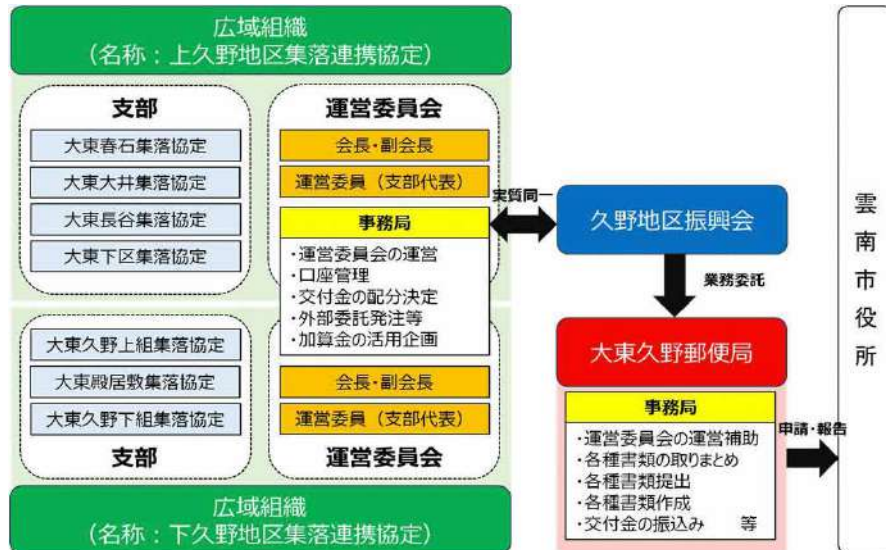 広域組織
（名称：上久野地区集落連携協定）
支部
大東春石集落協定
大東大井集落協定
大東長谷集落協定
大東下区集落協定
運営委員会
会長・副会長
運営委員（支部代表）
事務局
・運営委員会の運営
・口座管理
・交付金の配分決定
・外部委託発注等
・加算金の活用企画
大東久野上組集落協定
大東殿居敷集落協定
大東久野下組集落協定
支部
会長・副会長
運営委員（支部代表）
運営委員会
広域組織
（名称：下久野地区集落連携協定）
実質同一
久野地区振興会
業務委託
大東久野郵便局
事務局
・運営委員会の運営補助
・各種書類の取りまとめ
・各種書類提出
・各種書類作成
・交付金の振込み　等
申請・報告
雲南市役所